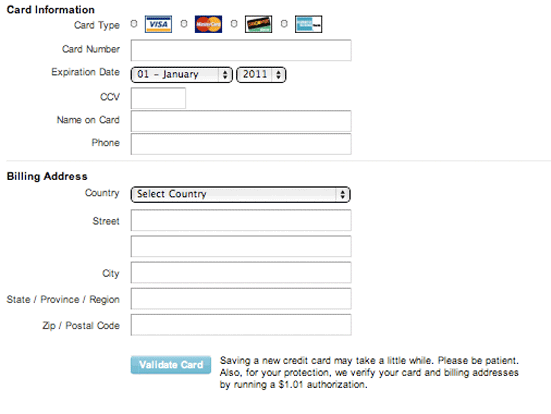 Card Information
Card Type VISA MasterCard
Card Number
Expiration Date 01 - January 2011
CCV
Name on Card
Phone
Billing Address
Country Select Country
Street
City
State / Province / Region
Zip / Postal Code
Validate Card Saving a new credit card may take a little while. Please be patient.
Also, for your protection, we verify your card and billing addresses
by running a $1.01 authorization.